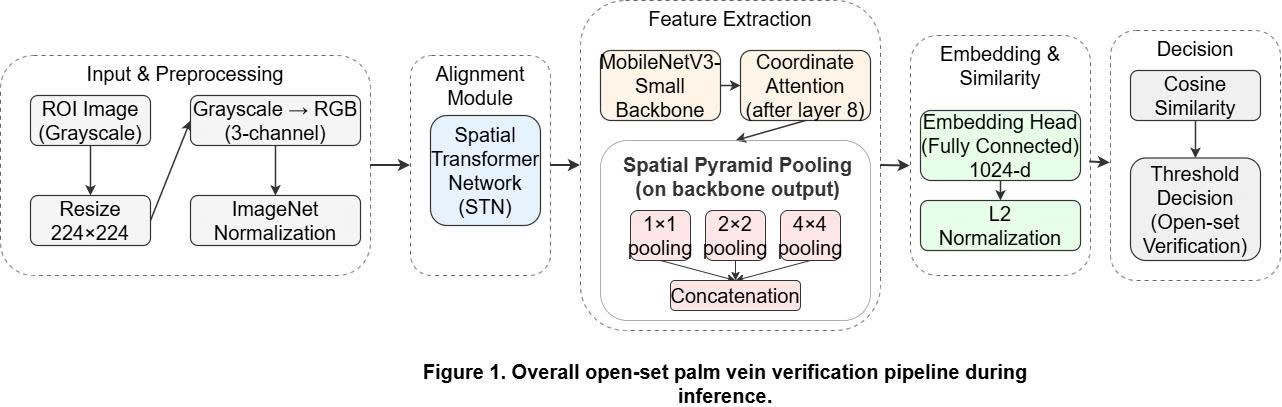 Input & Preprocessing
ROI Image
(Grayscale)
Resize
224×224
Grayscale → RGB
(3-channel)
ImageNet
Normalization
Alignment
Module
Spatial
Transformer
Network
(STN)
Feature Extraction
MobileNetV3-
Small
Backbone
Coordinate
Attention
(after layer 8)
Spatial Pyramid Pooling
(on backbone output)
1×1
pooling
2×2
pooling
4×4
pooling
Concatenation
Embedding &
Similarity
Embedding Head
(Fully Connected)
1024-d
L2
Normalization
Decision
Cosine
Similarity
Threshold
Decision
(Open-set
Verification)
Figure 1. Overall open-set palm vein verification pipeline during
inference.